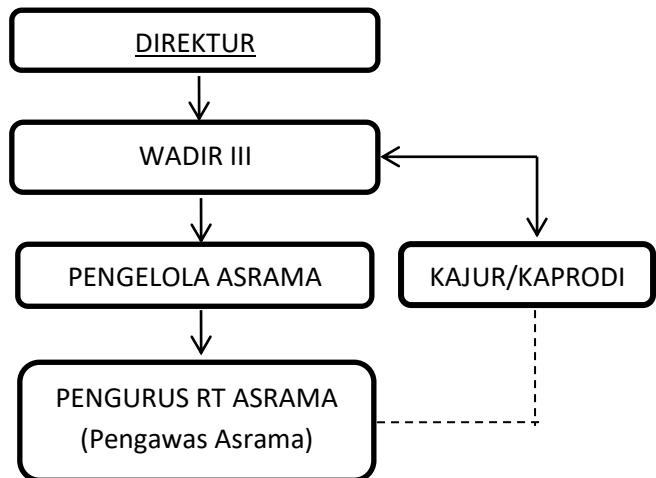 DIREKTUR
WADIR III
PENGELOLA ASRAMA
KAJUR/KAPRODI
PENGURUS RT ASRAMA
(Pengawas Asrama)